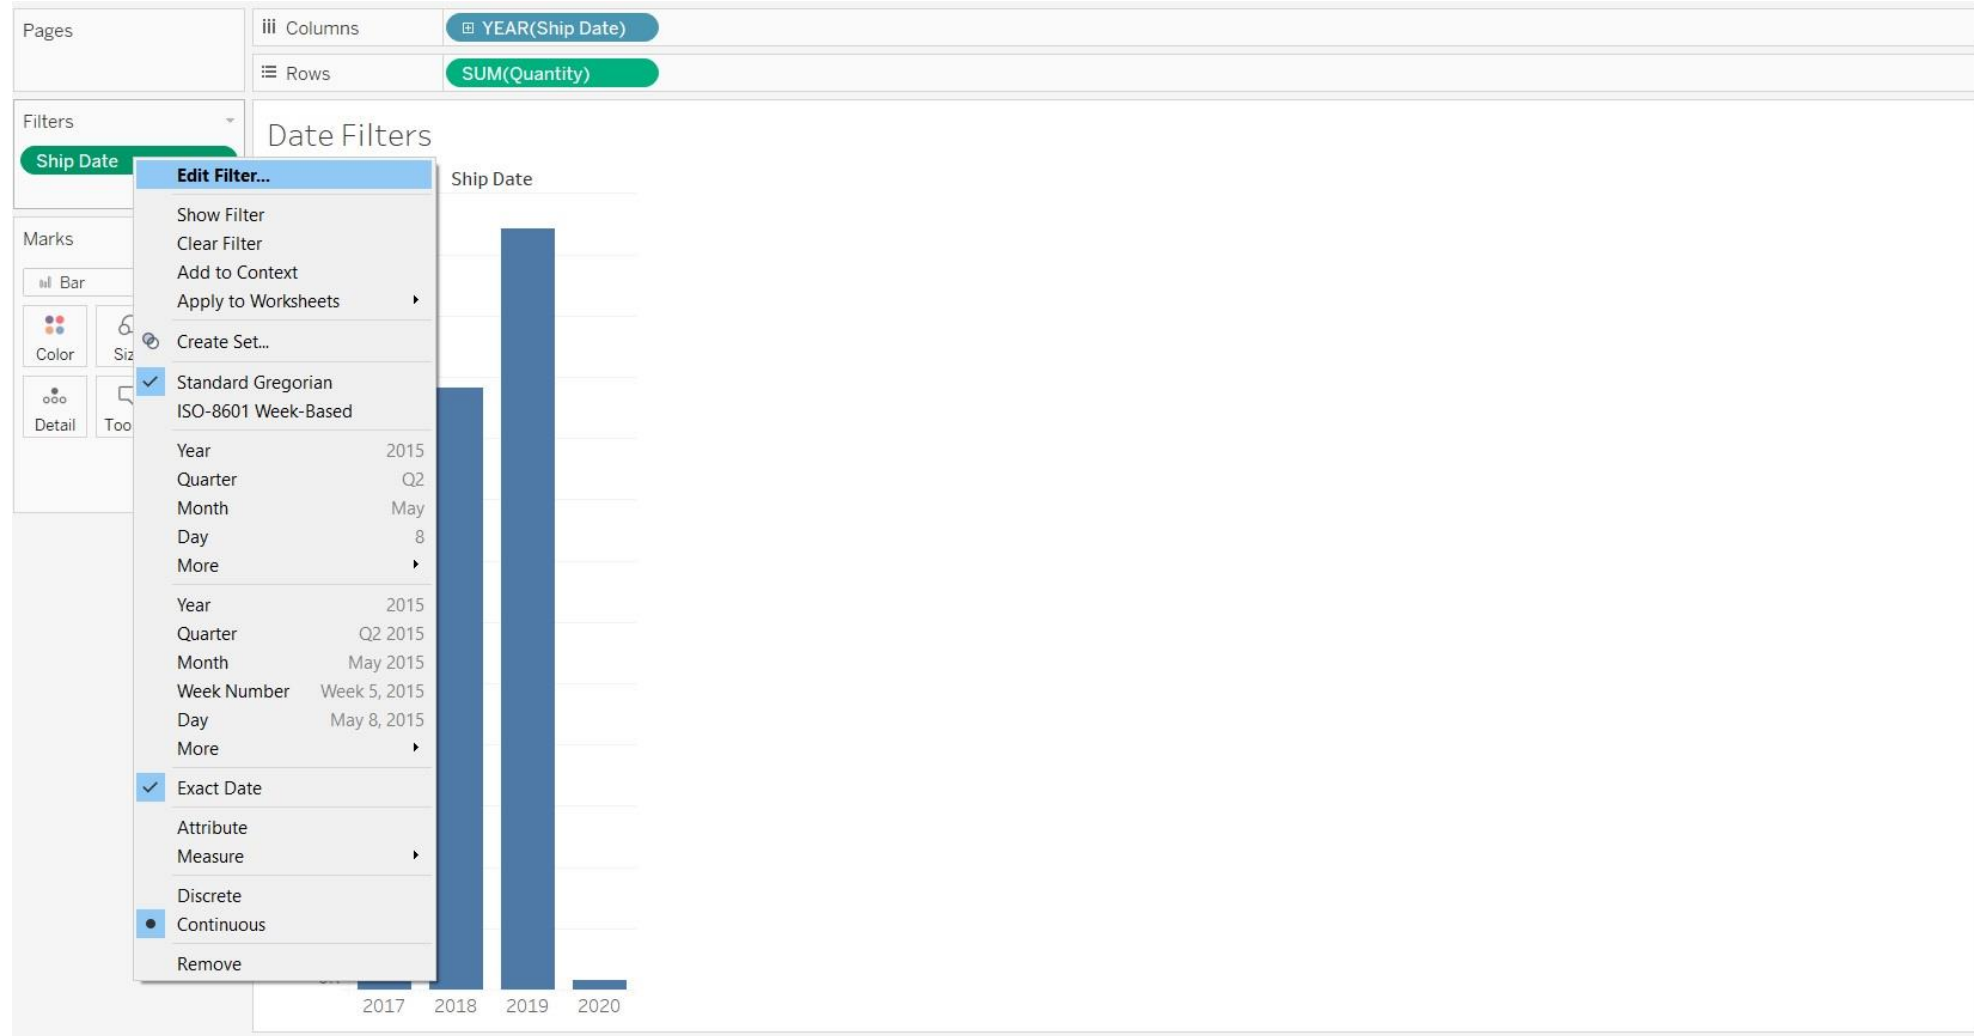 Pages
Columns
YEAR(Ship Date)
Rows
SUM(Quantity)
Filters
Ship Date
Date Filters
Ship Date
Edit Filter...
Show Filter
Clear Filter
Add to Context
Apply to Worksheets
Create Set...
Standard Gregorian
ISO-8601 Week-Based
Year 2015
Quarter Q2
Month May
Day 8
More
Year 2015
Quarter Q2 2015
Month May 2015
Week Number Week 5, 2015
Day May 8, 2015
More
Exact Date
Attribute
Measure
Discrete
Continuous
Remove
Marks
Bar
Color
Detail
2017 2018 2019 2020